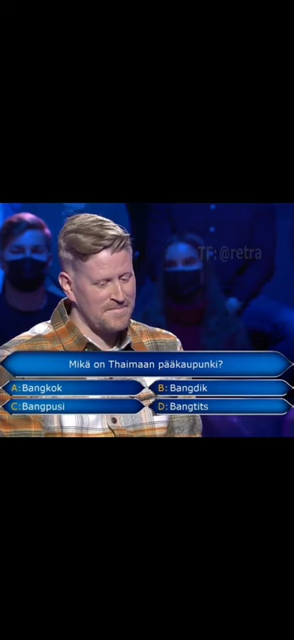 TF: @retra
Mikä on Thaimaan pääkaupunki?
A: Bangkok
B: Bangdik
C: Bangpusi
D: Bangtits